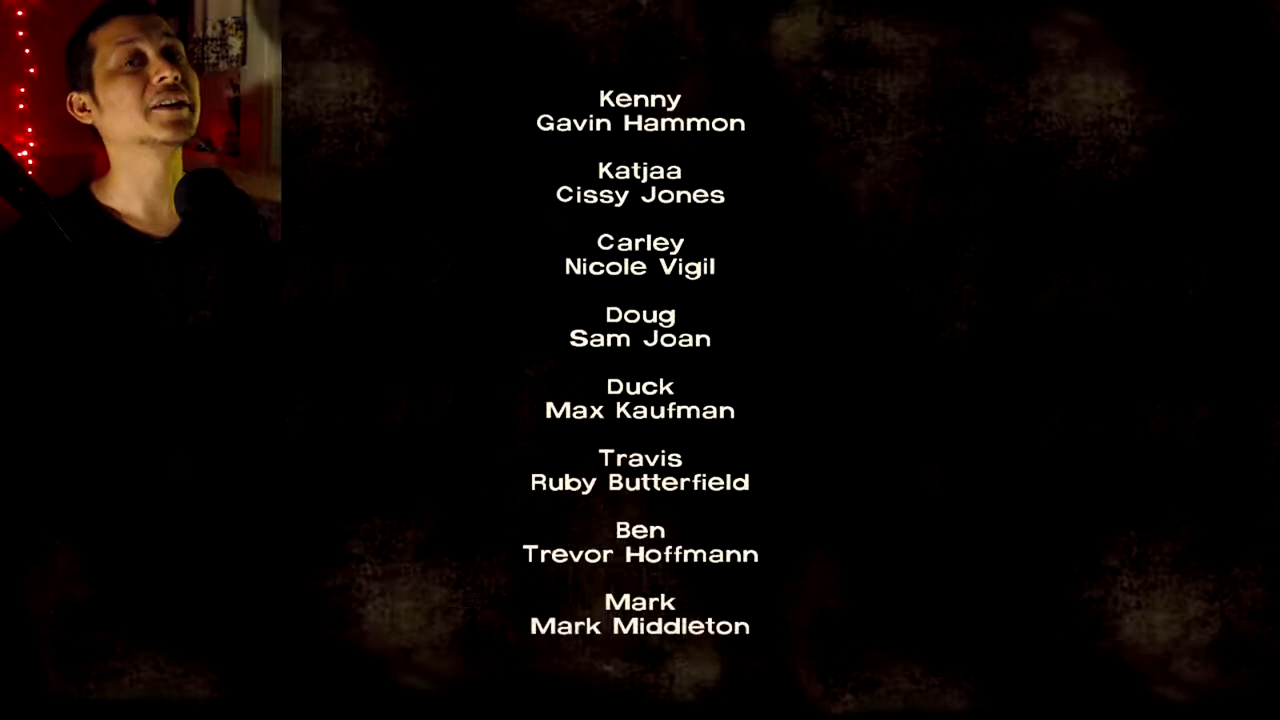 Kenny
Gavin Hammon
Katjaa
Cissy Jones
Carley
Nicole Vigil
Doug
Sam Joan
Duck
Max Kaufman
Travis
Ruby Butterfield
Ben
Trevor Hoffmann
Mark
Mark Middleton